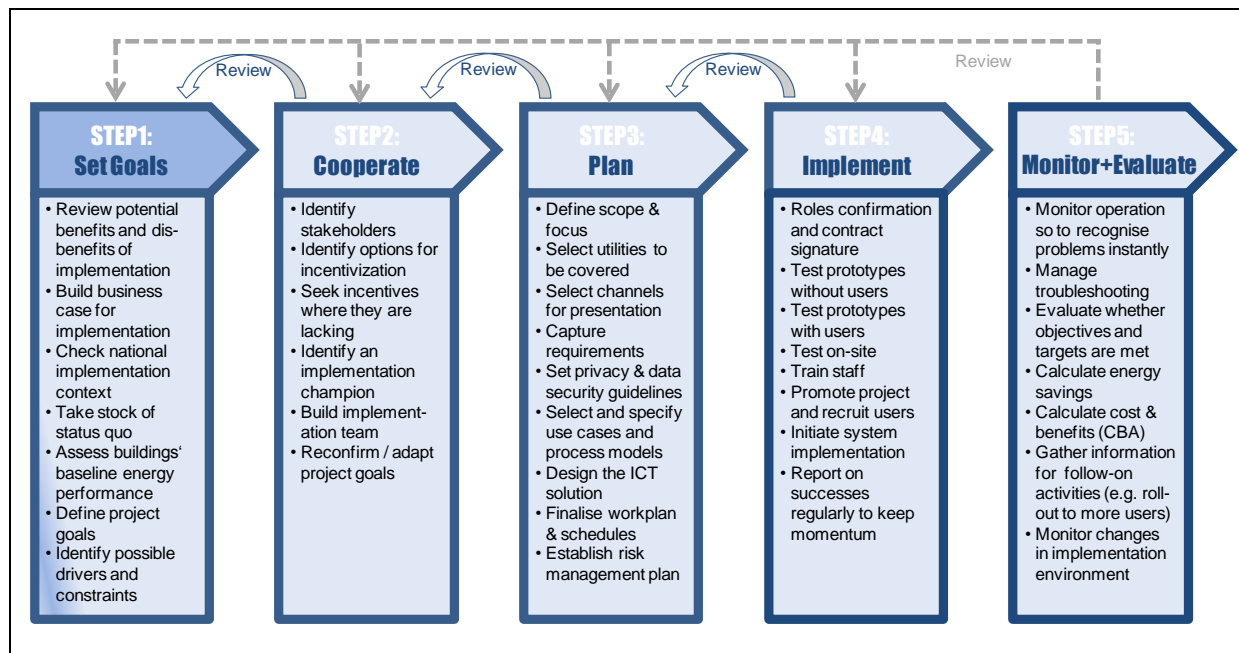 Review
Review
Review
Review
STEP1:
Set Goals
• Review potential
benefits and dis-
benefits of
implementation
• Build business
case for
implementation
• Check national
implementation
context
• Take stock of
status quo
• Assess buildings‘
baseline energy
performance
• Define project
goals
• Identify possible
drivers and
constraints
STEP2:
Cooperate
• Identify
stakeholders
• Identify options for
incentivization
• Seek incentives
where they are
lacking
• Identify an
implementation
champion
• Build implement-
ation team
• Reconfirm / adapt
project goals
STEP3:
Plan
• Define scope &
focus
• Select utilities to
be covered
• Select channels
for presentation
• Capture
requirements
• Set privacy & data
security guidelines
• Select and specify
use cases and
process models
• Design the ICT
solution
• Finalise workplan
& schedules
• Establish risk
management plan
STEP4:
Implement
• Roles confirmation
and contract
signature
• Test prototypes
without users
• Test prototypes
with users
• Test on-site
• Train staff
• Promote project
and recruit users
• Initiate system
implementation
• Report on
successes
regularly to keep
momentum
STEP5:
Monitor+Evaluate
• Monitor operation
so to recognise
problems instantly
• Manage
troubleshooting
• Evaluate whether
objectives and
targets are met
• Calculate energy
savings
• Calculate cost &
benefits (CBA)
• Gather information
for follow-on
activities (e.g. roll-
out to more users)
• Monitor changes
in implementation
environment